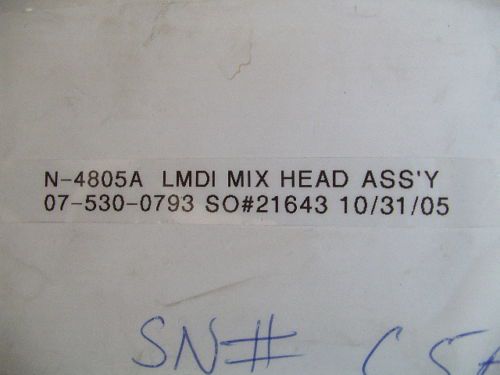 N-4805A LMDI MIX HEAD ASS'Y
07-530-0793 SO#21643 10/31/05
SN#